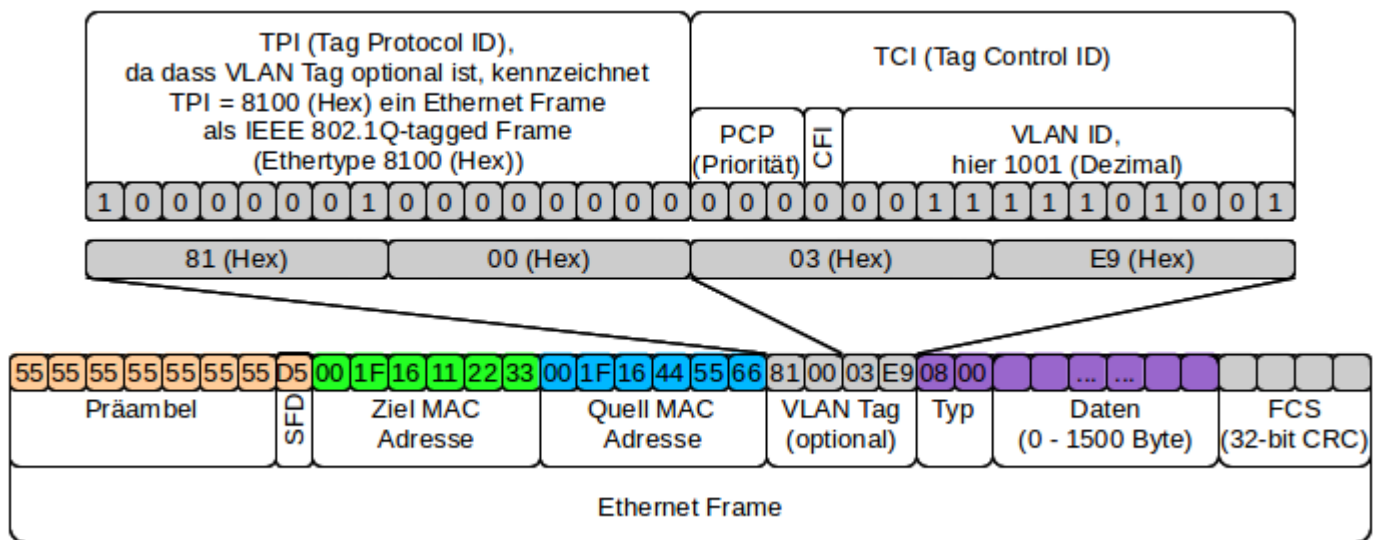 TPI (Tag Protocol ID),
da dass VLAN Tag optional ist, kennzeichnet
TPI = 8100 (Hex) ein Ethernet Frame
als IEEE 802.1Q-tagged Frame
(Ethertype 8100 (Hex))
TCI (Tag Control ID)
PCP
(Priorität)
CFI
VLAN ID,
hier 1001 (Dezimal)
1 0 0 0 0 0 0 1 0 0 0 0 0 0 0 0 0 0 0 0 0 0 1 1 1 1 1 0 1 0 0 1
81 (Hex) 00 (Hex) 03 (Hex) E9 (Hex)
55 55 55 55 55 55 55 D5 00 1F 16 11 22 33 00 1F 16 44 55 66 81 00 03 E9 08 00 ... ...
Präambel
SFD
Ziel MAC
Adresse
Quell MAC
Adresse
VLAN Tag
(optional)
Typ
Daten
(0 - 1500 Byte)
FCS
(32-bit CRC)
Ethernet Frame